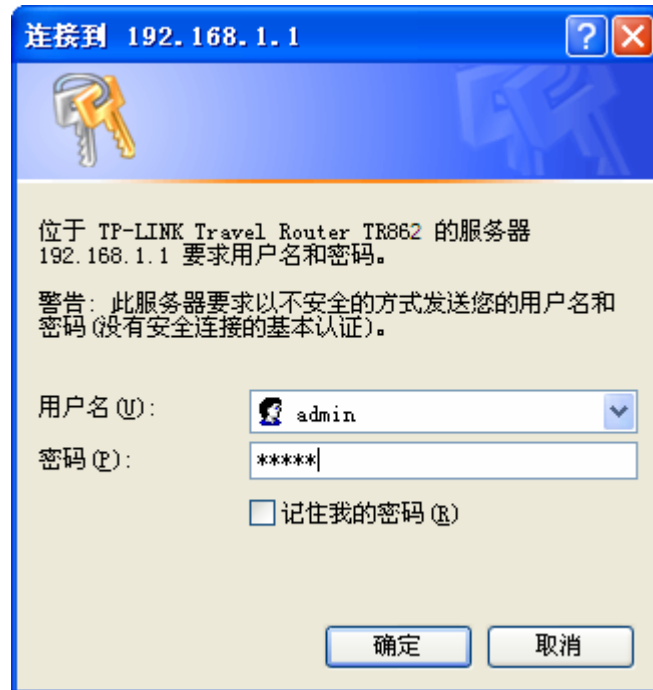 连接到 192.168.1.1
位于 TP-LINK Travel Router TR862 的服务器
192.168.1.1 要求用户名和密码。
警告: 此服务器要求以不安全的方式发送您的用户名和
密码(没有安全连接的基本认证)。
用户名(U): admin
密码(P): *****
记住我的密码(R)
确定 取消